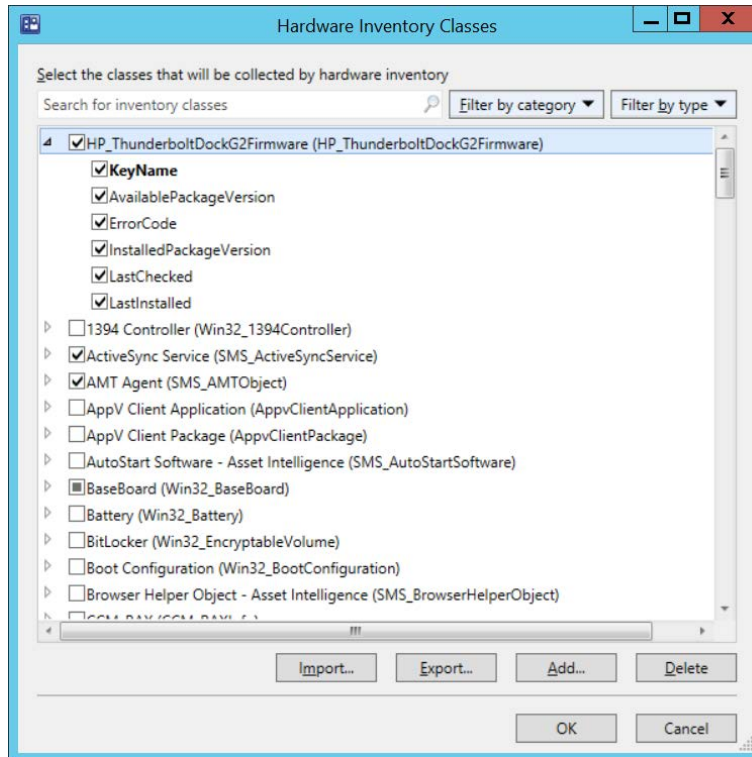 Hardware Inventory Classes
Select the classes that will be collected by hardware inventory
Search for inventory classes
Filter by category
Filter by type
HP_ThunderboltDockG2Firmware (HP_ThunderboltDockG2Firmware)
KeyName
AvailablePackageVersion
ErrorCode
InstalledPackageVersion
LastChecked
LastInstalled
1394 Controller (Win32_1394Controller)
ActiveSync Service (SMS_ActiveSyncService)
AMT Agent (SMS_AMTObject)
AppV Client Application (AppvClientApplication)
AppV Client Package (AppvClientPackage)
AutoStart Software - Asset Intelligence (SMS_AutoStartSoftware)
BaseBoard (Win32_BaseBoard)
Battery (Win32_Battery)
BitLocker (Win32_EncryptableVolume)
Boot Configuration (Win32_BootConfiguration)
Browser Helper Object - Asset Intelligence (SMS_BrowserHelperObject)
Import...
Export...
Add...
Delete
OK
Cancel